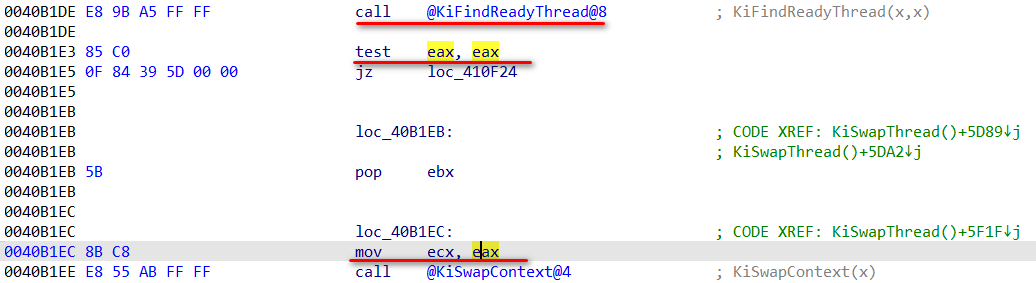 0040B1DE E8 9B A5 FF FF call @KiFindReadyThread@8 ; KiFindReadyThread(x,x)
0040B1DE
0040B1E3 85 C0 test eax, eax
0040B1E5 0F 84 39 5D 00 00 jz loc_410F24
0040B1E5
0040B1EB
0040B1EB loc_40B1EB: ; CODE XREF: KiSwapThread()+5D89↓j
0040B1EB ; KiSwapThread()+5DA2↓j
0040B1EB 5B pop ebx
0040B1EB
0040B1EC
0040B1EC loc_40B1EC: ; CODE XREF: KiSwapThread()+5F1F↓j
0040B1EC 8B C8 mov ecx, eax
0040B1EE E8 55 AB FF FF call @KiSwapContext@4 ; KiSwapContext(x)